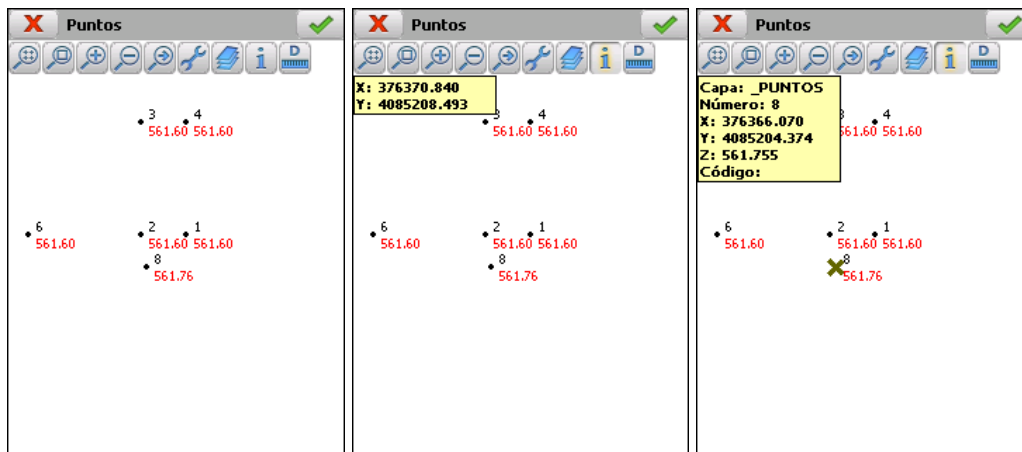 Puntos
D
3 4
561.60 561.60
6 2 1
561.60 561.60 561.60
8
561.76
Puntos
D
X: 376370.840
Y: 4085208.493
3 4
561.60 561.60
6 2 1
561.60 561.60 561.60
8
561.76
Puntos
D
Capa: _PUNTOS
Número: 8
X: 376366.070
Y: 4085204.374
Z: 561.755
Código:
3 4
561.60 561.60
6 2 1
561.60 561.60 561.60
8
561.76